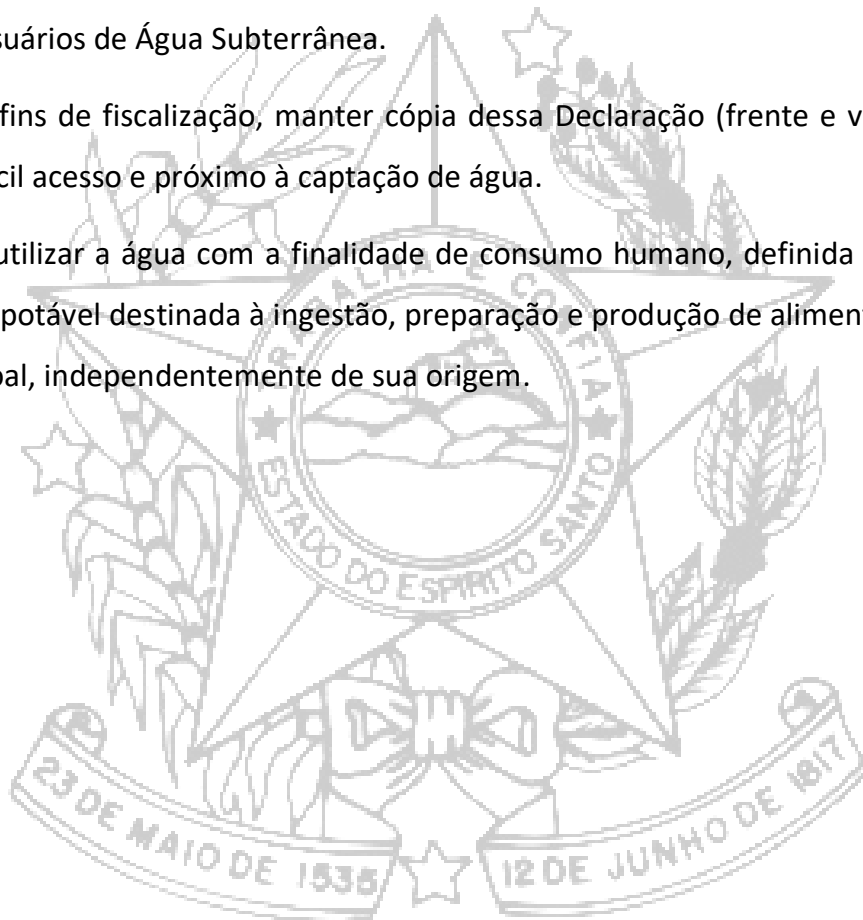 suários de Água Subterrânea.
fins de fiscalização, manter cópia dessa Declaração (frente e v
cil acesso e próximo à captação de água.
utilizar a água com a finalidade de consumo humano, definida
potável destinada à ingestão, preparação e produção de aliment
oal, independentemente de sua origem.
TRABALHA E CONFIA
ESTADO DO ESPIRITO SANTO
23 DE MAIO DE 1535
12 DE JUNHO DE 1817